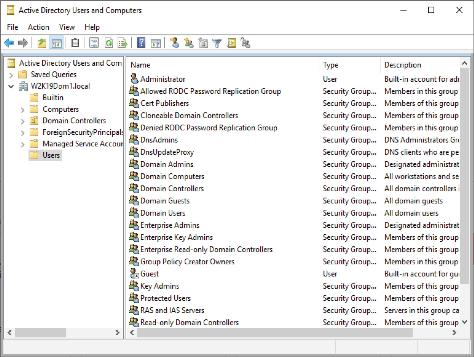 Active Directory Users and Computers
File Action View Help
Active Directory Users and Com
Saved Queries
W2K19Dom1.local
Builtin
Computers
Domain Controllers
ForeignSecurityPrincipals
Managed Service Accoun
Users
Name Type Description
Administrator User Built-in account for adm
Allowed RODC Password Replication Group Security Group... Members in this group
Cert Publishers Security Group... Members of this group
Cloneable Domain Controllers Security Group... Members of this group
Denied RODC Password Replication Group Security Group... Members in this group
DnsAdmins Security Group... DNS Administrators Gr
DnsUpdateProxy Security Group... DNS clients who are pe
Domain Admins Security Group... Designated administrat
Domain Computers Security Group... All workstations and se
Domain Controllers Security Group... All domain controllers i
Domain Guests Security Group... All domain guests
Domain Users Security Group... All domain users
Enterprise Admins Security Group... Designated administrat
Enterprise Key Admins Security Group... Members of this group
Enterprise Read-only Domain Controllers Security Group... Members of this group
Group Policy Creator Owners Security Group... Members in this group
Guest User Built-in account for gu
Key Admins Security Group... Members of this group
Protected Users Security Group... Members of this group
RAS and IAS Servers Security Group... Servers in this group ca
Read-only Domain Controllers Security Group... Members of this group